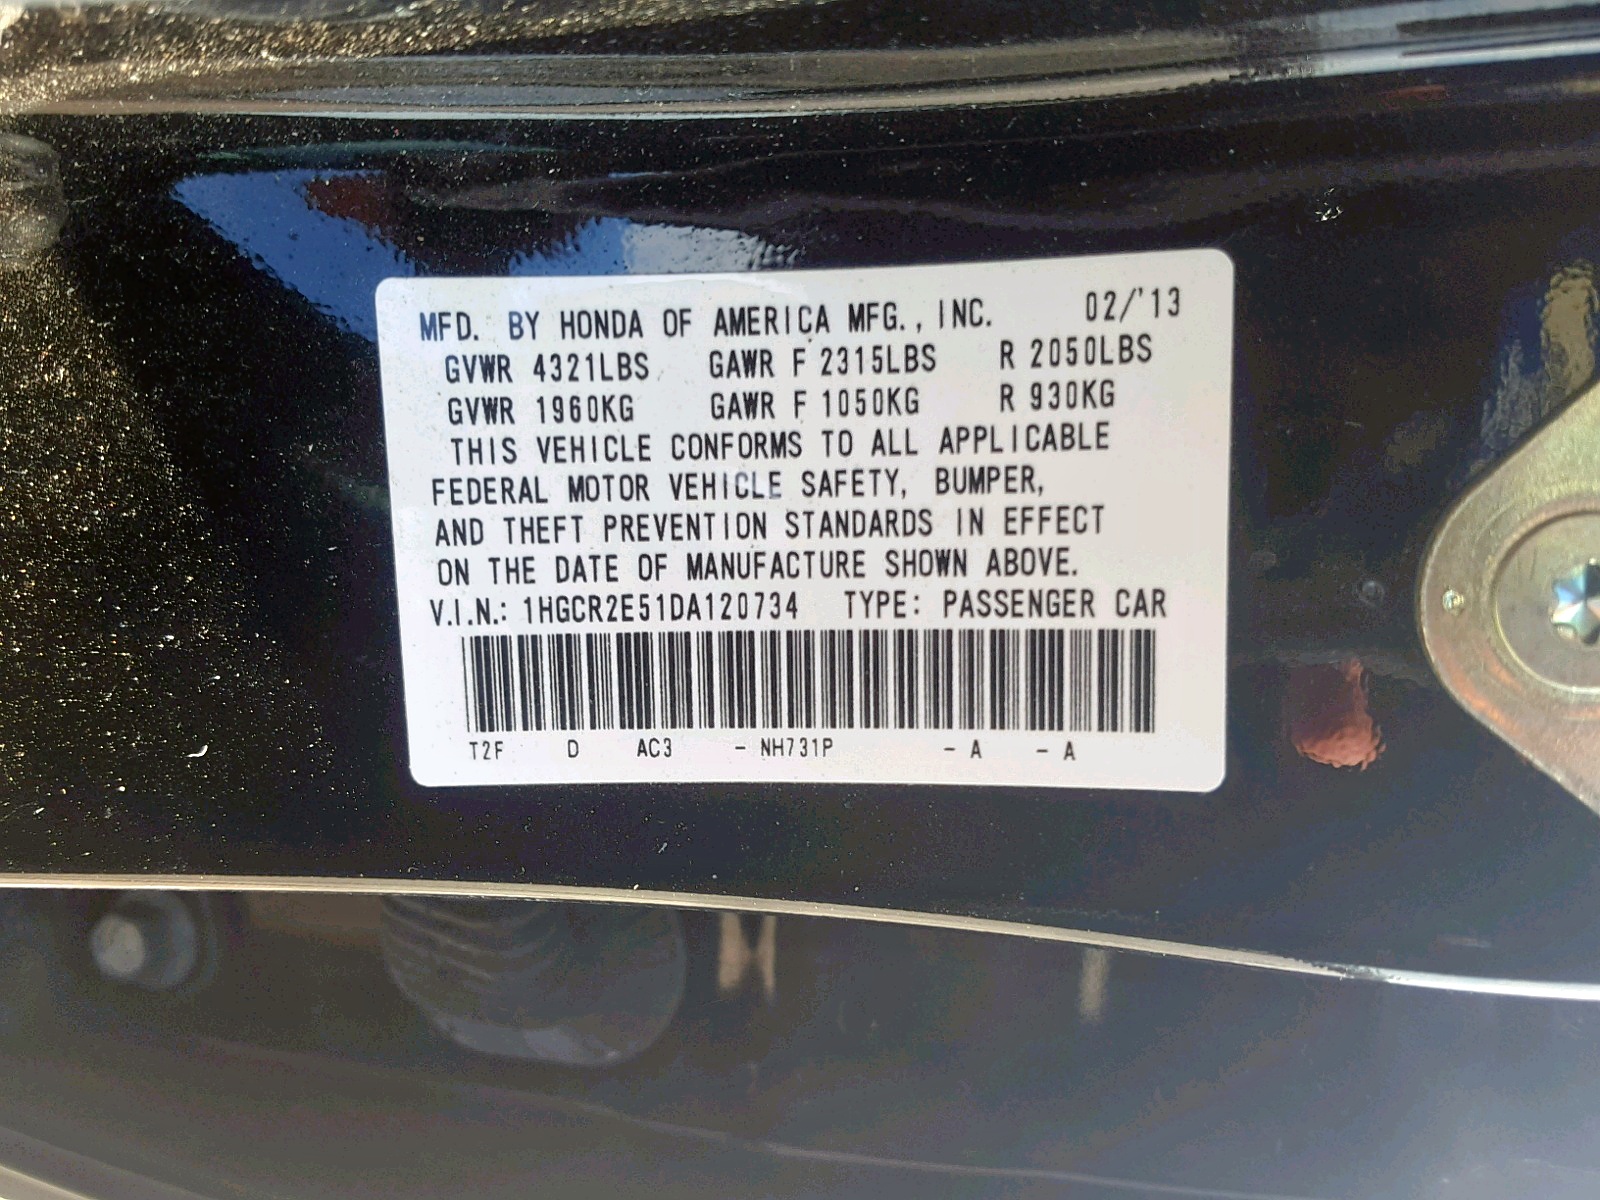 MFD. BY HONDA OF AMERICA MFG., INC. 02/'13
GVWR 4321LBS GAWR F 2315LBS R 2050LBS
GVWR 1960KG GAWR F 1050KG R 930KG
THIS VEHICLE CONFORMS TO ALL APPLICABLE
FEDERAL MOTOR VEHICLE SAFETY, BUMPER,
AND THEFT PREVENTION STANDARDS IN EFFECT
ON THE DATE OF MANUFACTURE SHOWN ABOVE.
V.I.N.: 1HGCR2E51DA120734 TYPE: PASSENGER CAR
T2F D AC3 - NH731P - A - A